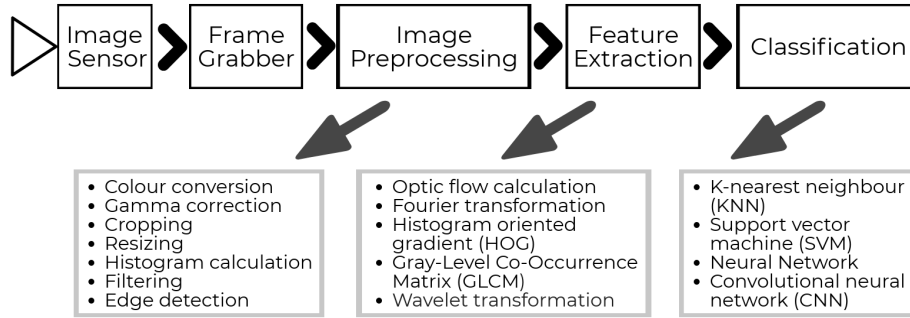 Image
Sensor
Frame
Grabber
Image
Preprocessing
Feature
Extraction
Classification
• Colour conversion
• Gamma correction
• Cropping
• Resizing
• Histogram calculation
• Filtering
• Edge detection
• Optic flow calculation
• Fourier transformation
• Histogram oriented
gradient (HOG)
• Gray-Level Co-Occurrence
Matrix (GLCM)
• Wavelet transformation
• K-nearest neighbour
(KNN)
• Support vector
machine (SVM)
• Neural Network
• Convolutional neural
network (CNN)